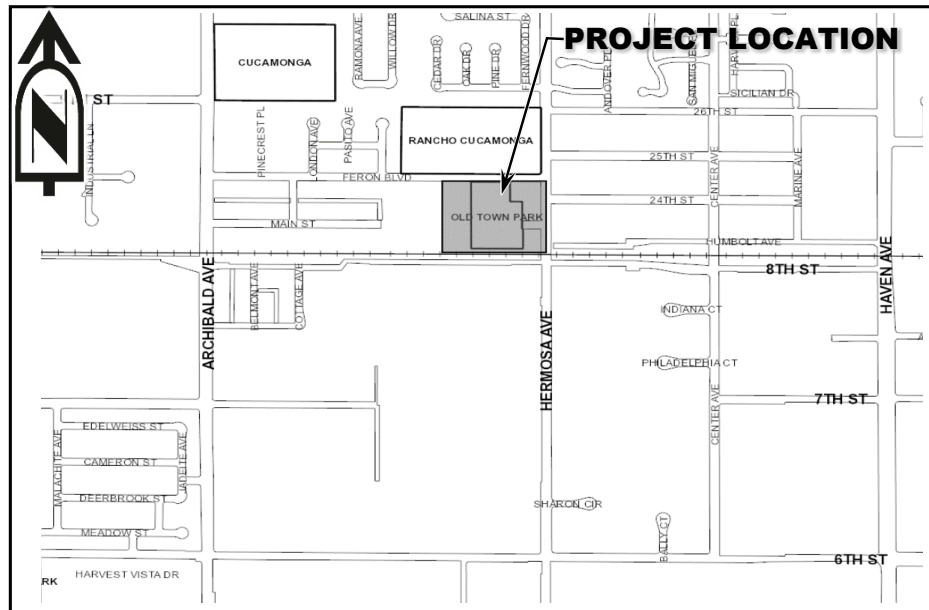 SALINA ST
PROJECT LOCATION
N
CUCAMONGA
RAMONA AVE
WILLOW DR
CEDAR DR
OAK DR
PINE DR
FERNWOOD DR
ANDOVER PL
SICILIAN DR
ST
26TH ST
INDUSTRIAL LN
PINECREST PL
LONDON AVE
PASITO AVE
RANCHO CUCAMONGA
25TH ST
CENTER AVE
MARINE AVE
FERON BLVD
24TH ST
MAIN ST
OLD TOWN PARK
HUMBOLT AVE
8TH ST
HAVEN AVE
ARCHIBALD AVE
BELMONT AVE
COTTAGE AVE
HERMOSA AVE
INDIANA CT
PHILADELPHIA CT
CENTER AVE
7TH ST
EDELWEISS ST
MALACHITE AVE
CAMERON ST
JADEITE AVE
DEERBROOK ST
MEADOW ST
SHARON CIR
BALLY CT
6TH ST
RK
HARVEST VISTA DR